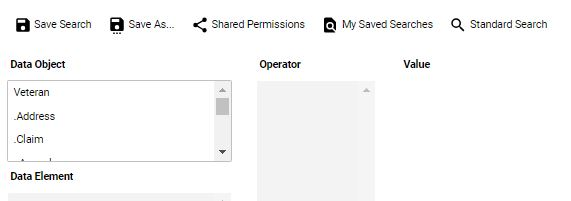 Save Search Save As... Shared Permissions My Saved Searches Standard Search
Data Object Operator Value
Veteran
.Address
.Claim
Data Element